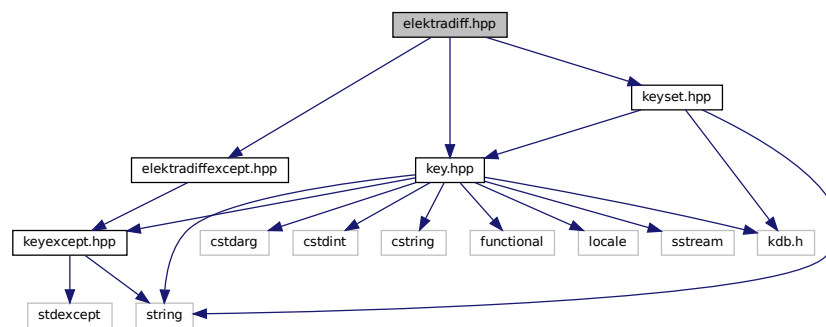 elektradiff.hpp
keyset.hpp
elektradiffexcept.hpp
key.hpp
keyexcept.hpp
cstdarg
cstdint
cstring
functional
locale
sstream
kdb.h
stdexcept
string